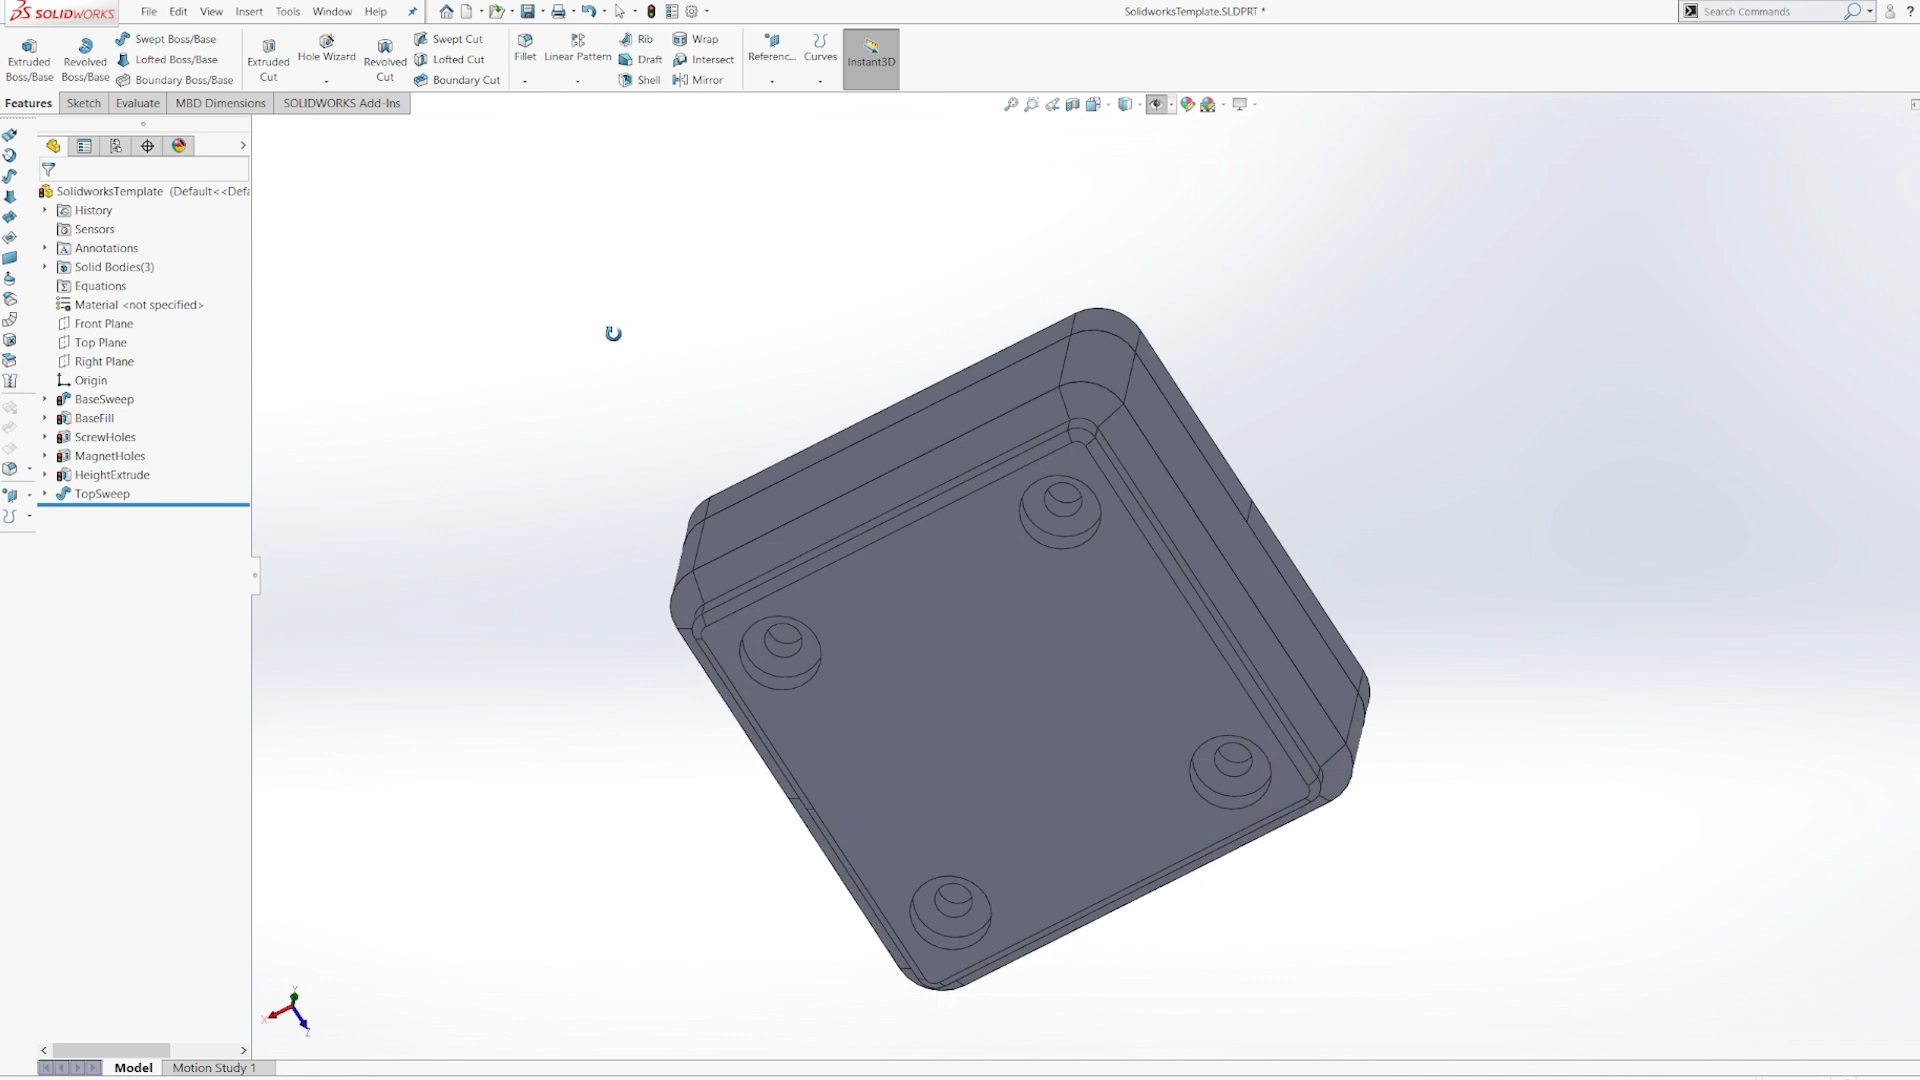 SOLIDWORKS File Edit View Insert Tools Window Help SolidworksTemplate.SLDPRT * Search Commands ?
Extruded Boss/Base
Revolved Boss/Base
Swept Boss/Base
Lofted Boss/Base
Boundary Boss/Base
Extruded Cut
Hole Wizard
Revolved Cut
Swept Cut
Lofted Cut
Boundary Cut
Fillet
Linear Pattern
Rib
Draft
Shell
Wrap
Intersect
Mirror
Referenc...
Curves
Instant3D
Features Sketch Evaluate MBD Dimensions SOLIDWORKS Add-Ins
SolidworksTemplate (Default<<Defa
History
Sensors
Annotations
Solid Bodies(3)
Equations
Material <not specified>
Front Plane
Top Plane
Right Plane
Origin
BaseSweep
BaseFill
ScrewHoles
MagnetHoles
HeightExtrude
TopSweep
Y
X
Z
Model Motion Study 1